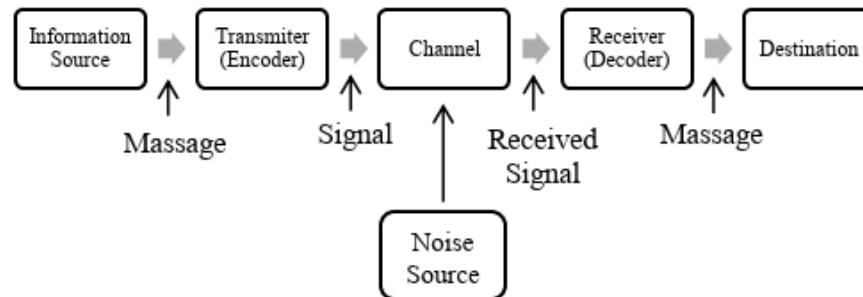 Information
Source
Transmiter
(Encoder)
Channel
Receiver
(Decoder)
Destination
Massage
Signal
Received
Signal
Massage
Noise
Source